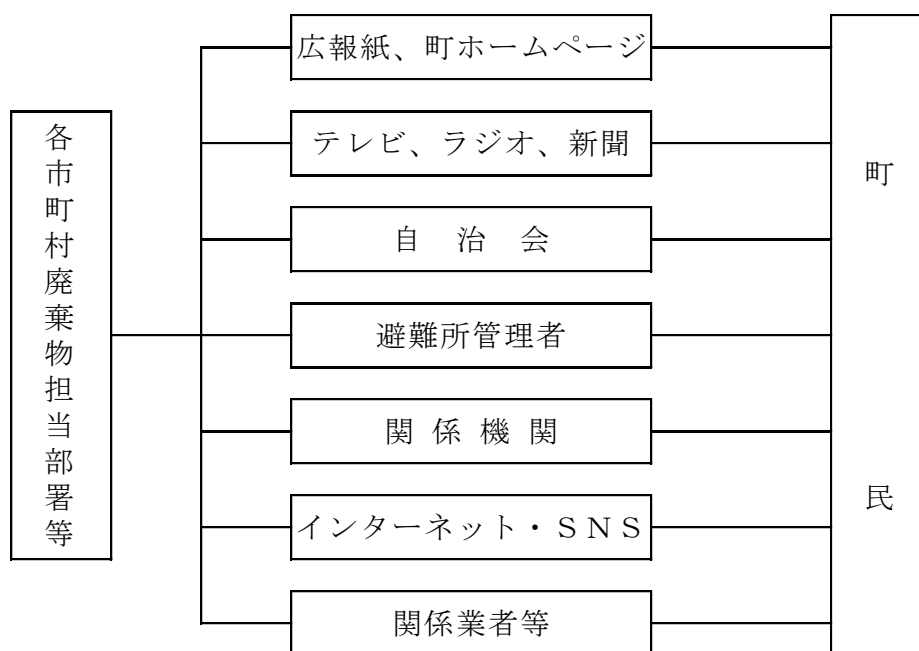 各市町村廃棄物担当部署等
広報紙、町ホームページ
テレビ、ラジオ、新聞
自治会
避難所管理者
関係機関
インターネット・ＳＮＳ
関係業者等
町民